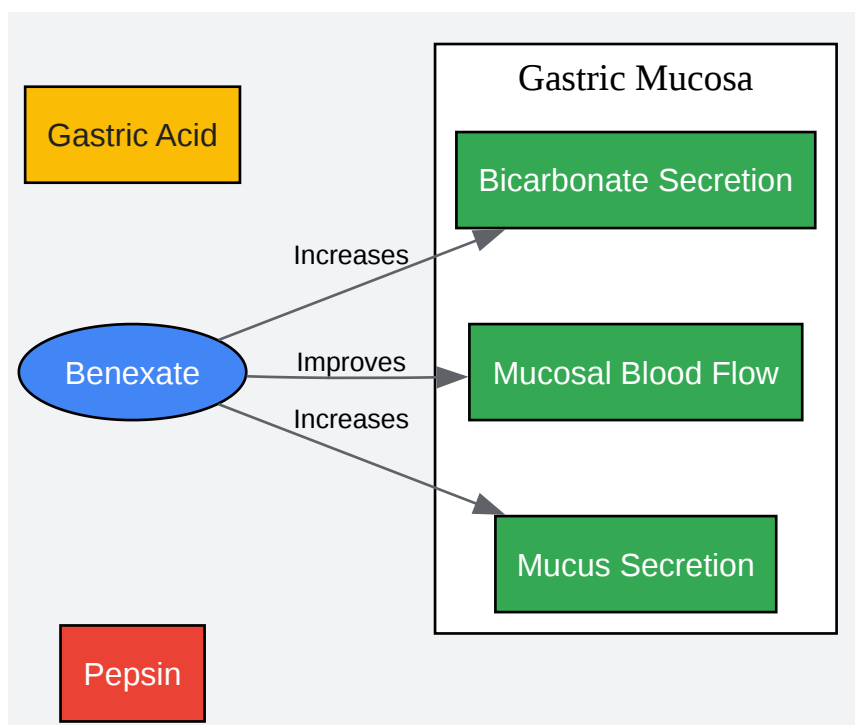 Gastric Mucosa
Gastric Acid
Bicarbonate Secretion
Increases
Benexate
Improves
Mucosal Blood Flow
Increases
Mucus Secretion
Pepsin